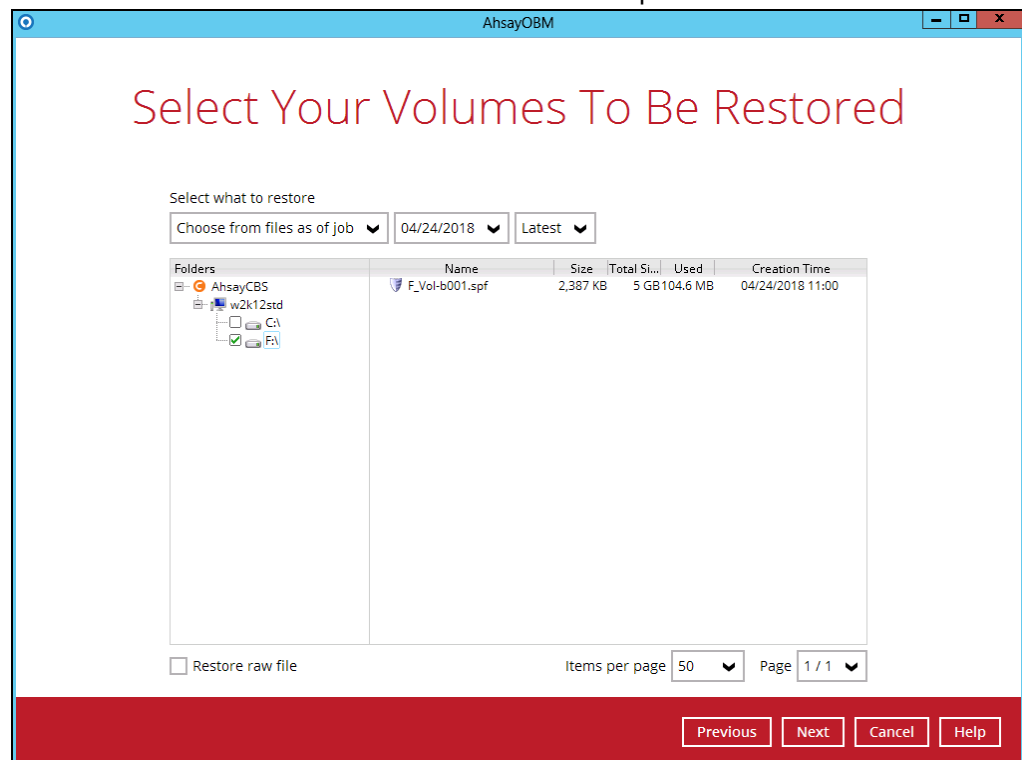 AhsayOBM
Select Your Volumes To Be Restored
Select what to restore
Choose from files as of job 04/24/2018 Latest
Folders Name Size Total Si... Used Creation Time
AhsayCBS F_Vol-b001.spf 2,387 KB 5 GB 104.6 MB 04/24/2018 11:00
w2k12std
C:\
F:\
Restore raw file Items per page 50 Page 1 / 1
Previous Next Cancel Help